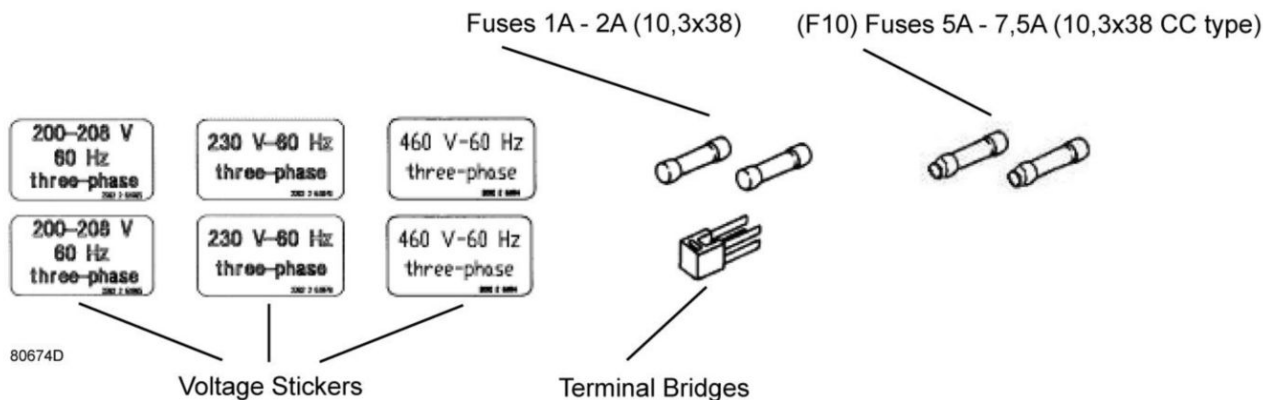 Fuses 1A - 2A (10,3x38)
(F10) Fuses 5A - 7,5A (10,3x38 CC type)
200-208 V
60 Hz
three-phase
230 V-60 Hz
three-phase
460 V-60 Hz
three-phase
200-208 V
60 Hz
three-phase
230 V-60 Hz
three-phase
460 V-60 Hz
three-phase
80674D
Voltage Stickers
Terminal Bridges